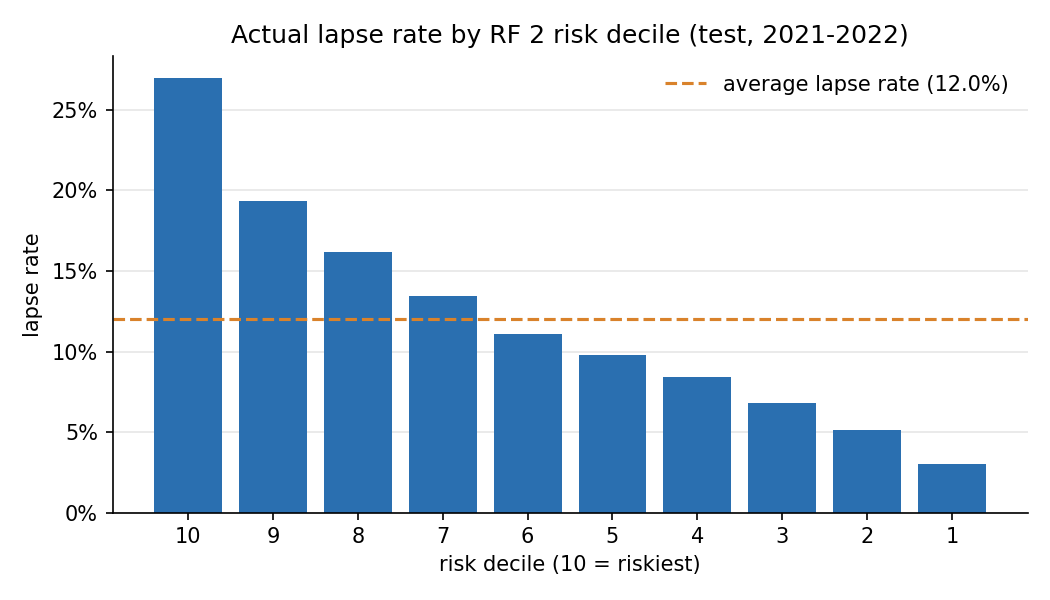 Actual lapse rate by RF 2 risk decile (test, 2021-2022)
average lapse rate (12.0%)
lapse rate
25%
20%
15%
10%
5%
0%
10 9 8 7 6 5 4 3 2 1
risk decile (10 = riskiest)